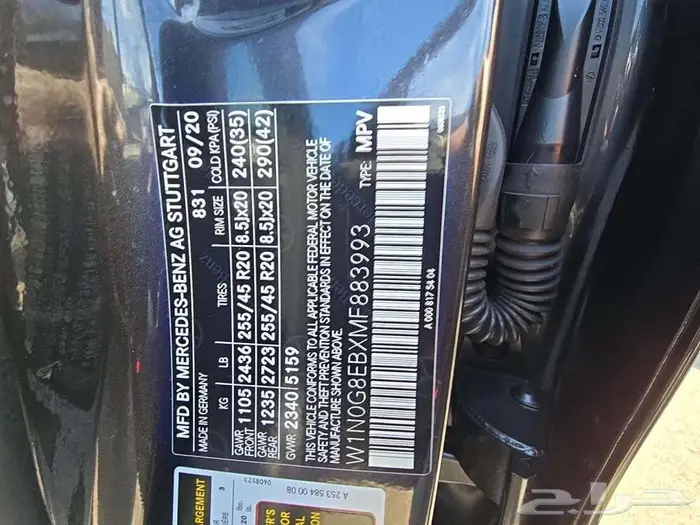 MFD BY MERCEDES-BENZ AG STUTTGART
MADE IN GERMANY 831 09/20
KG LB TIRES RIM SIZE COLD KPA (PSI)
GAWR FRONT 1105 2436 255/45 R20 8.5Jx20 240(35)
GAWR REAR 1235 2723 255/45 R20 8.5Jx20 290(42)
GVWR 2340 5159
THIS VEHICLE CONFORMS TO ALL APPLICABLE FEDERAL MOTOR VEHICLE
SAFETY AND THEFT PREVENTION STANDARDS IN EFFECT ON THE DATE OF
MANUFACTURE SHOWN ABOVE.
W1N0G8EBXMF883993 TYPE: MPV
A 000 817 34 04
A 253 584 00 08
0608523
حراج